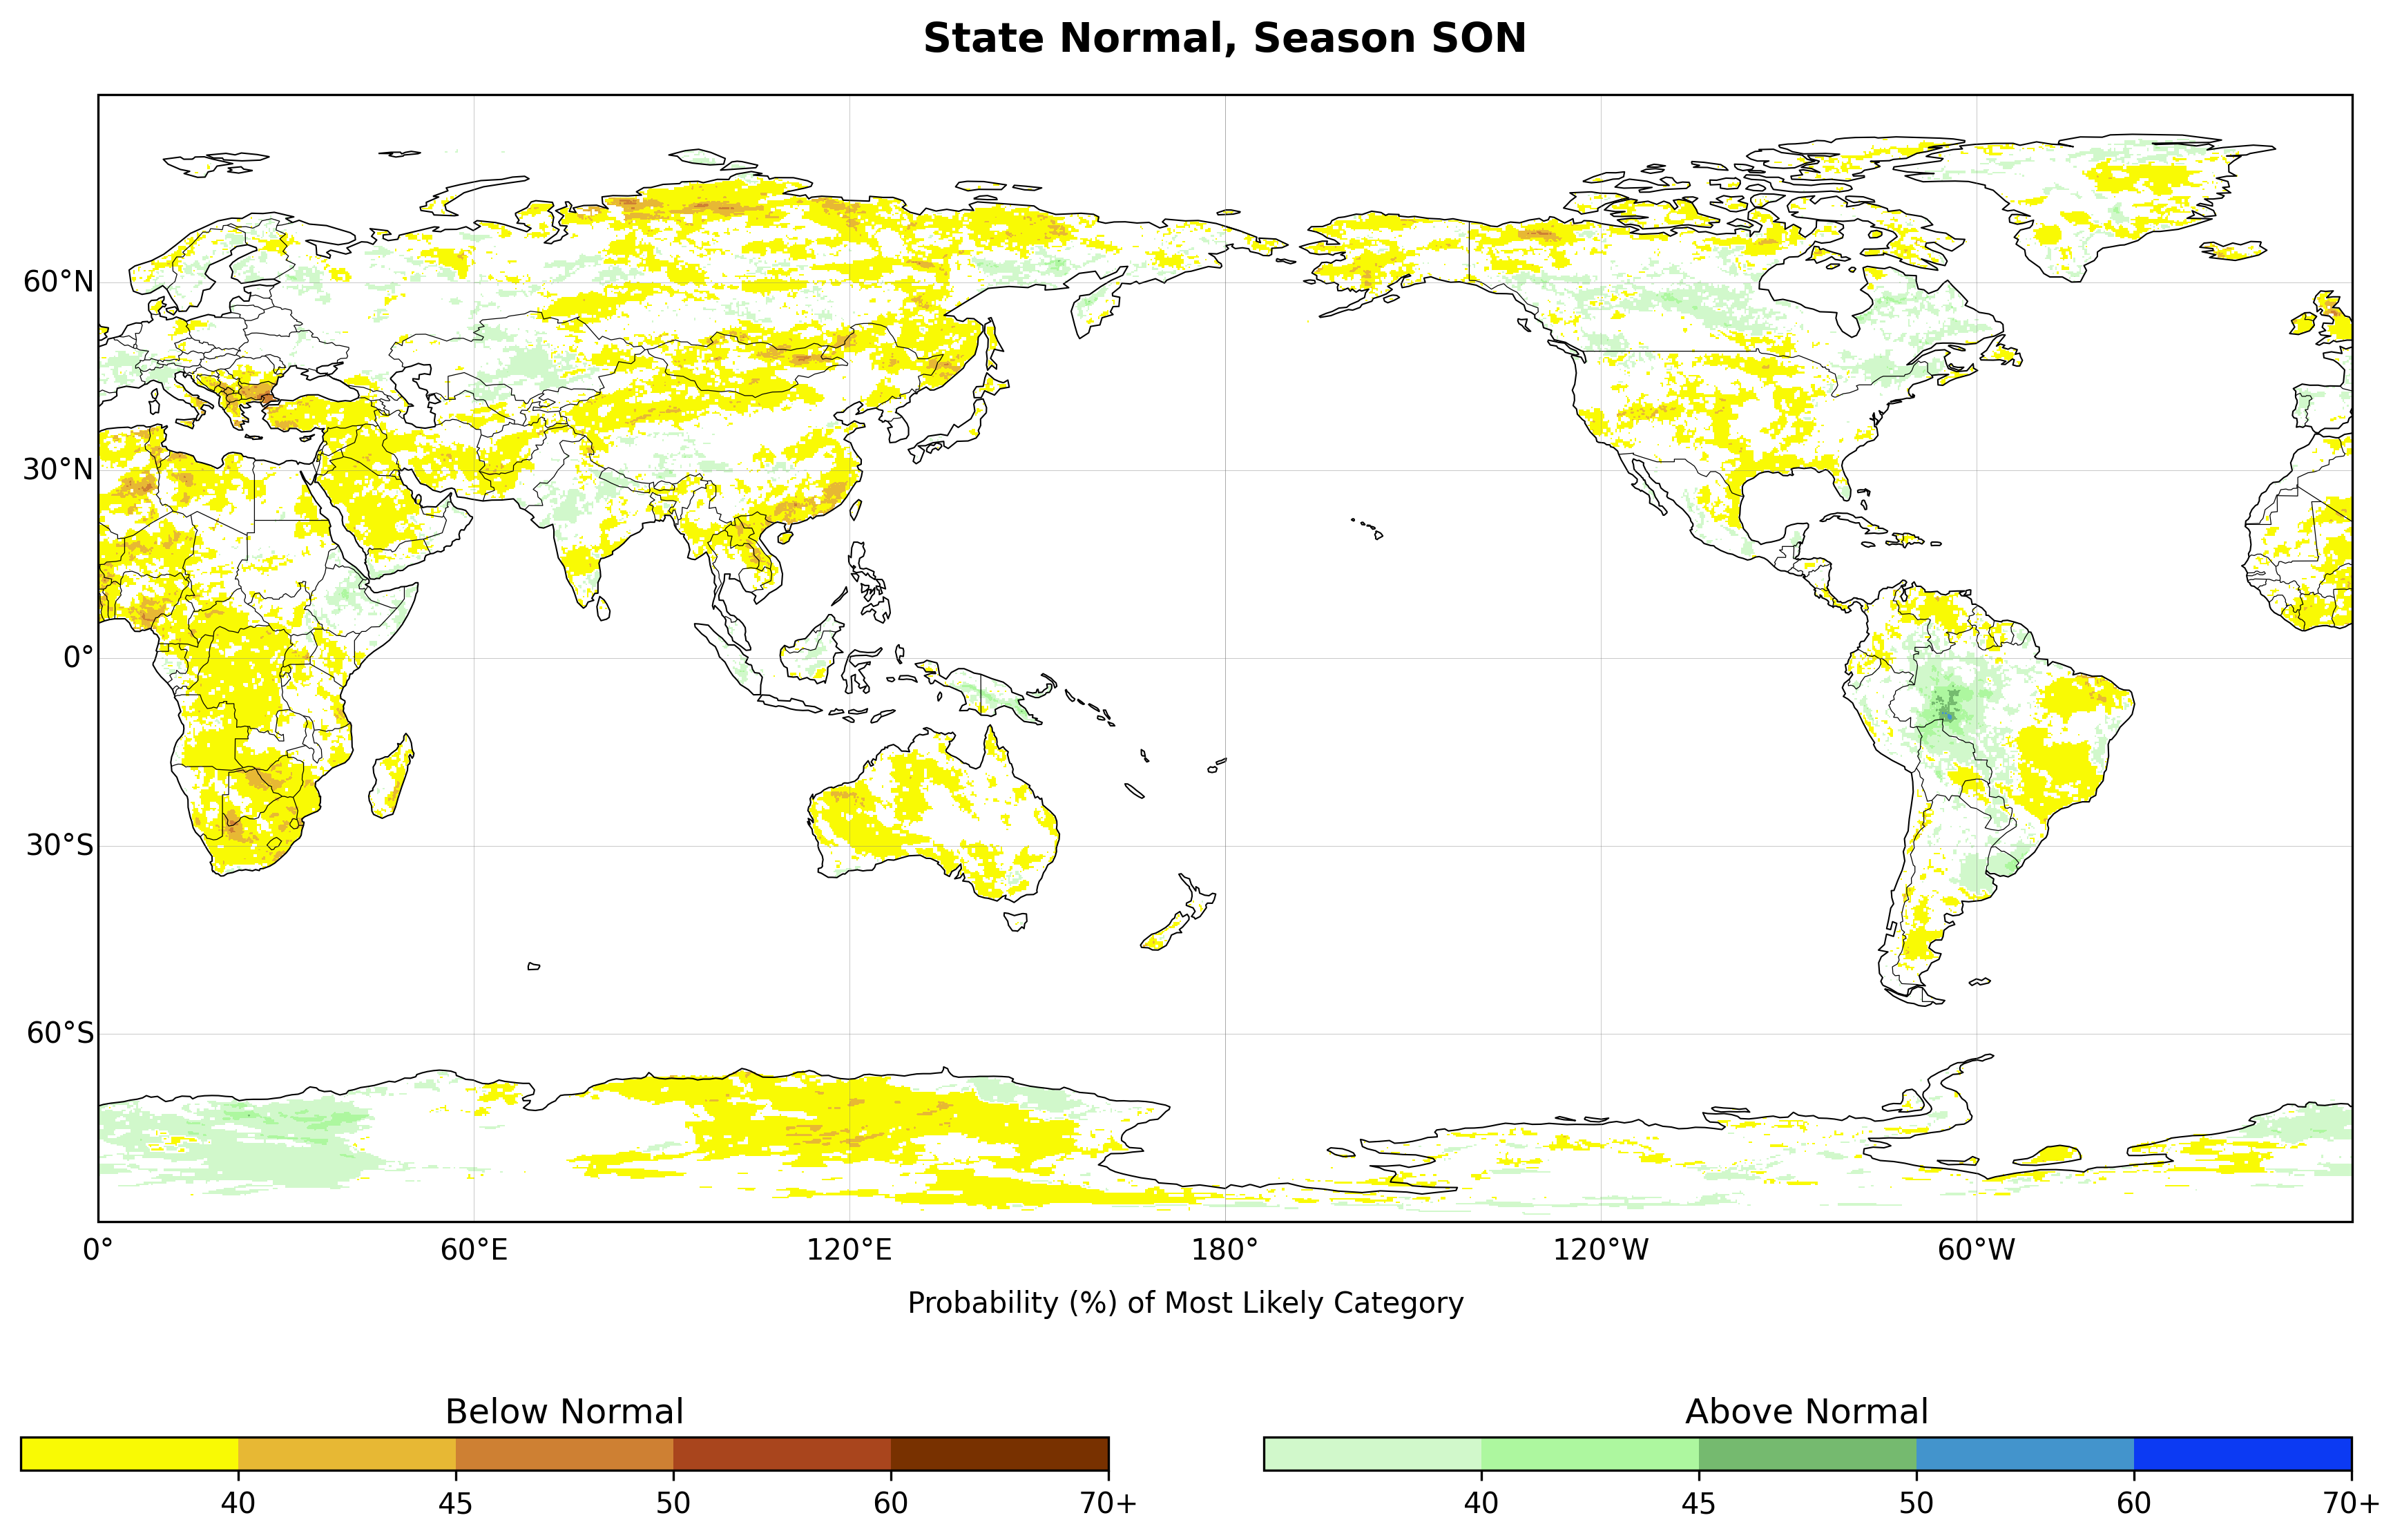 State Normal, Season SON
60°N
30°N
0°
30°S
60°S
0°
60°E
120°E
180°
120°W
60°W
Probability (%) of Most Likely Category
Below Normal
40
45
50
60
70+
Above Normal
40
45
50
60
70+